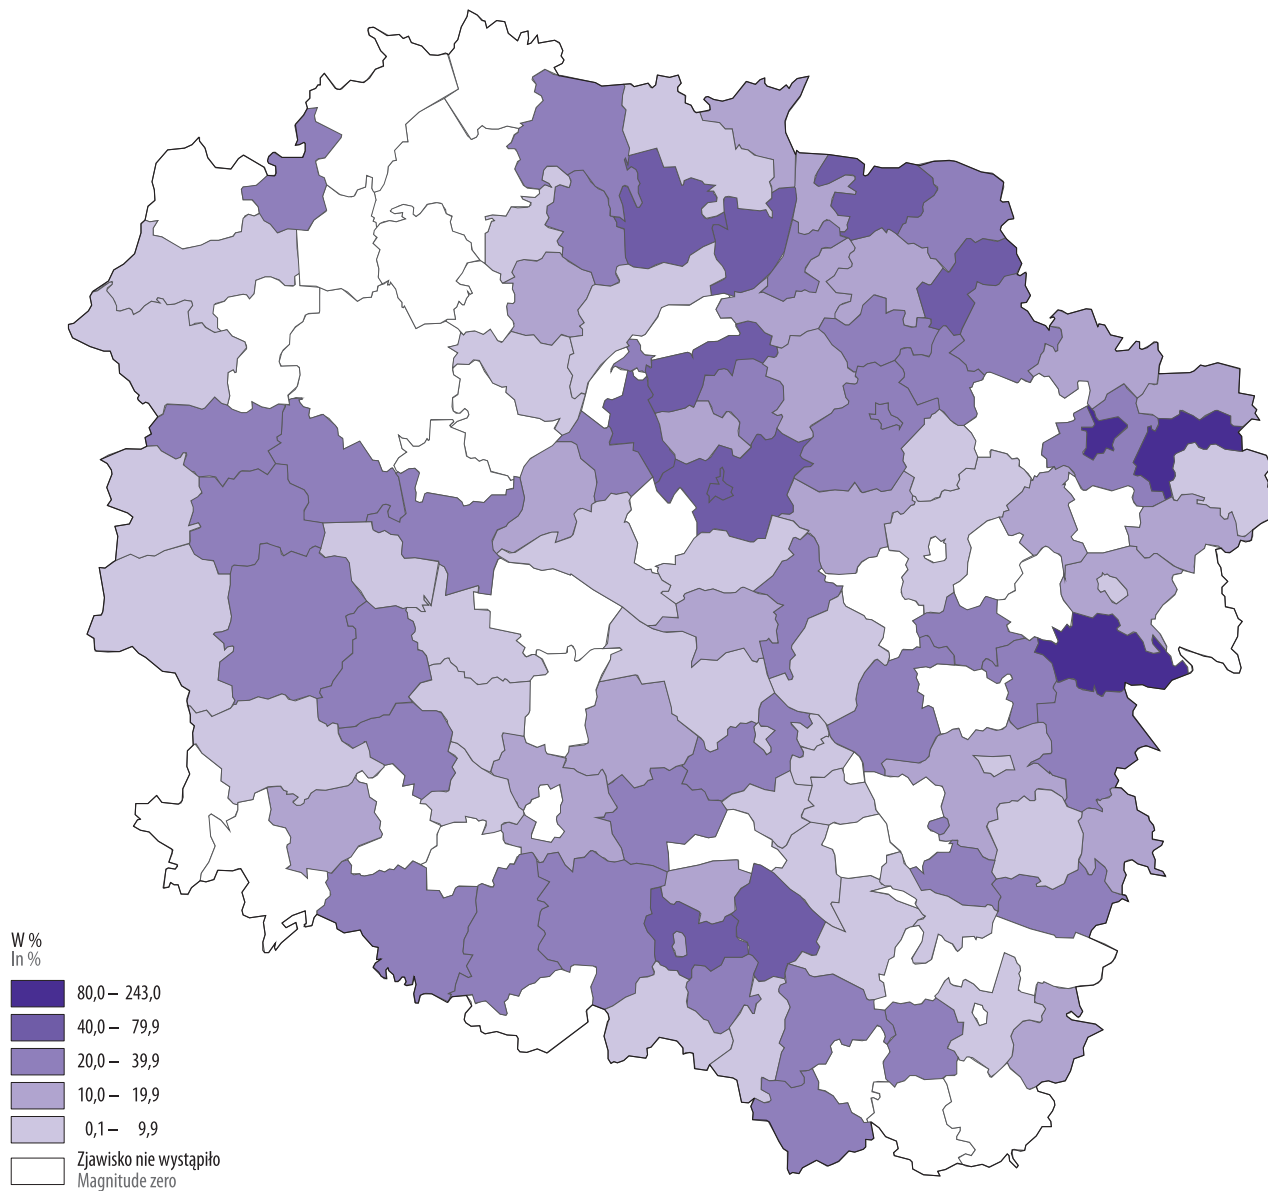 W %
In %
80,0 – 243,0
40,0 – 79,9
20,0 – 39,9
10,0 – 19,9
0,1 – 9,9
Zjawisko nie wystąpiło
Magnitude zero